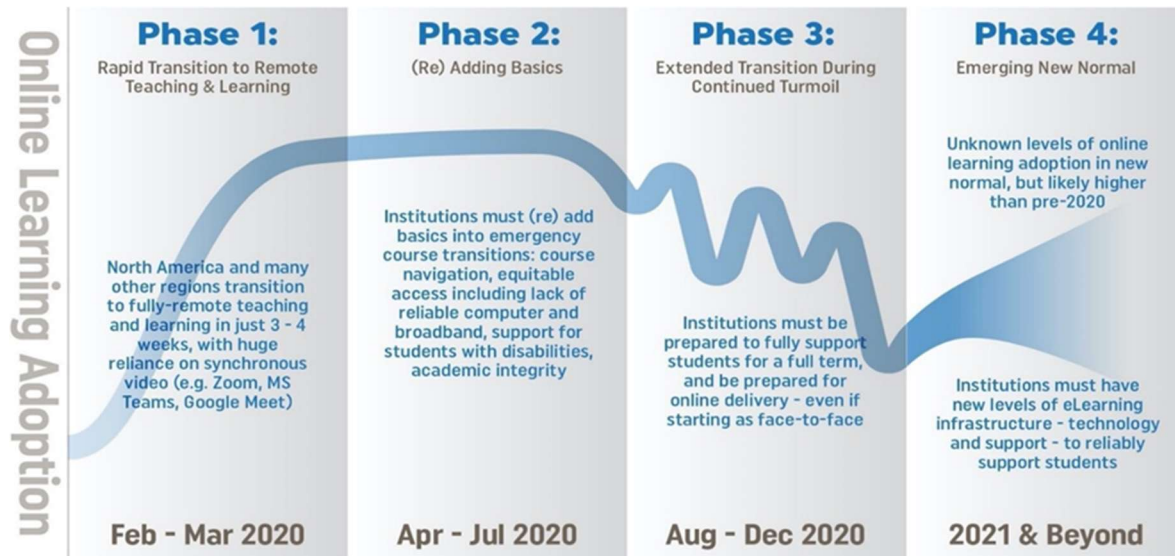 Online Learning Adoption
Phase 1:
Rapid Transition to Remote
Teaching & Learning
North America and many
other regions transition
to fully-remote teaching
and learning in just 3 - 4
weeks, with huge
reliance on synchronous
video (e.g. Zoom, MS
Teams, Google Meet)
Feb - Mar 2020
Phase 2:
(Re) Adding Basics
Institutions must (re) add
basics into emergency
course transitions: course
navigation, equitable
access including lack of
reliable computer and
broadband, support for
students with disabilities,
academic integrity
Apr - Jul 2020
Phase 3:
Extended Transition During
Continued Turmoil
Institutions must be
prepared to fully support
students for a full term,
and be prepared for
online delivery - even if
starting as face-to-face
Aug - Dec 2020
Phase 4:
Emerging New Normal
Unknown levels of online
learning adoption in new
normal, but likely higher
than pre-2020
Institutions must have
new levels of eLearning
infrastructure - technology
and support - to reliably
support students
2021 & Beyond